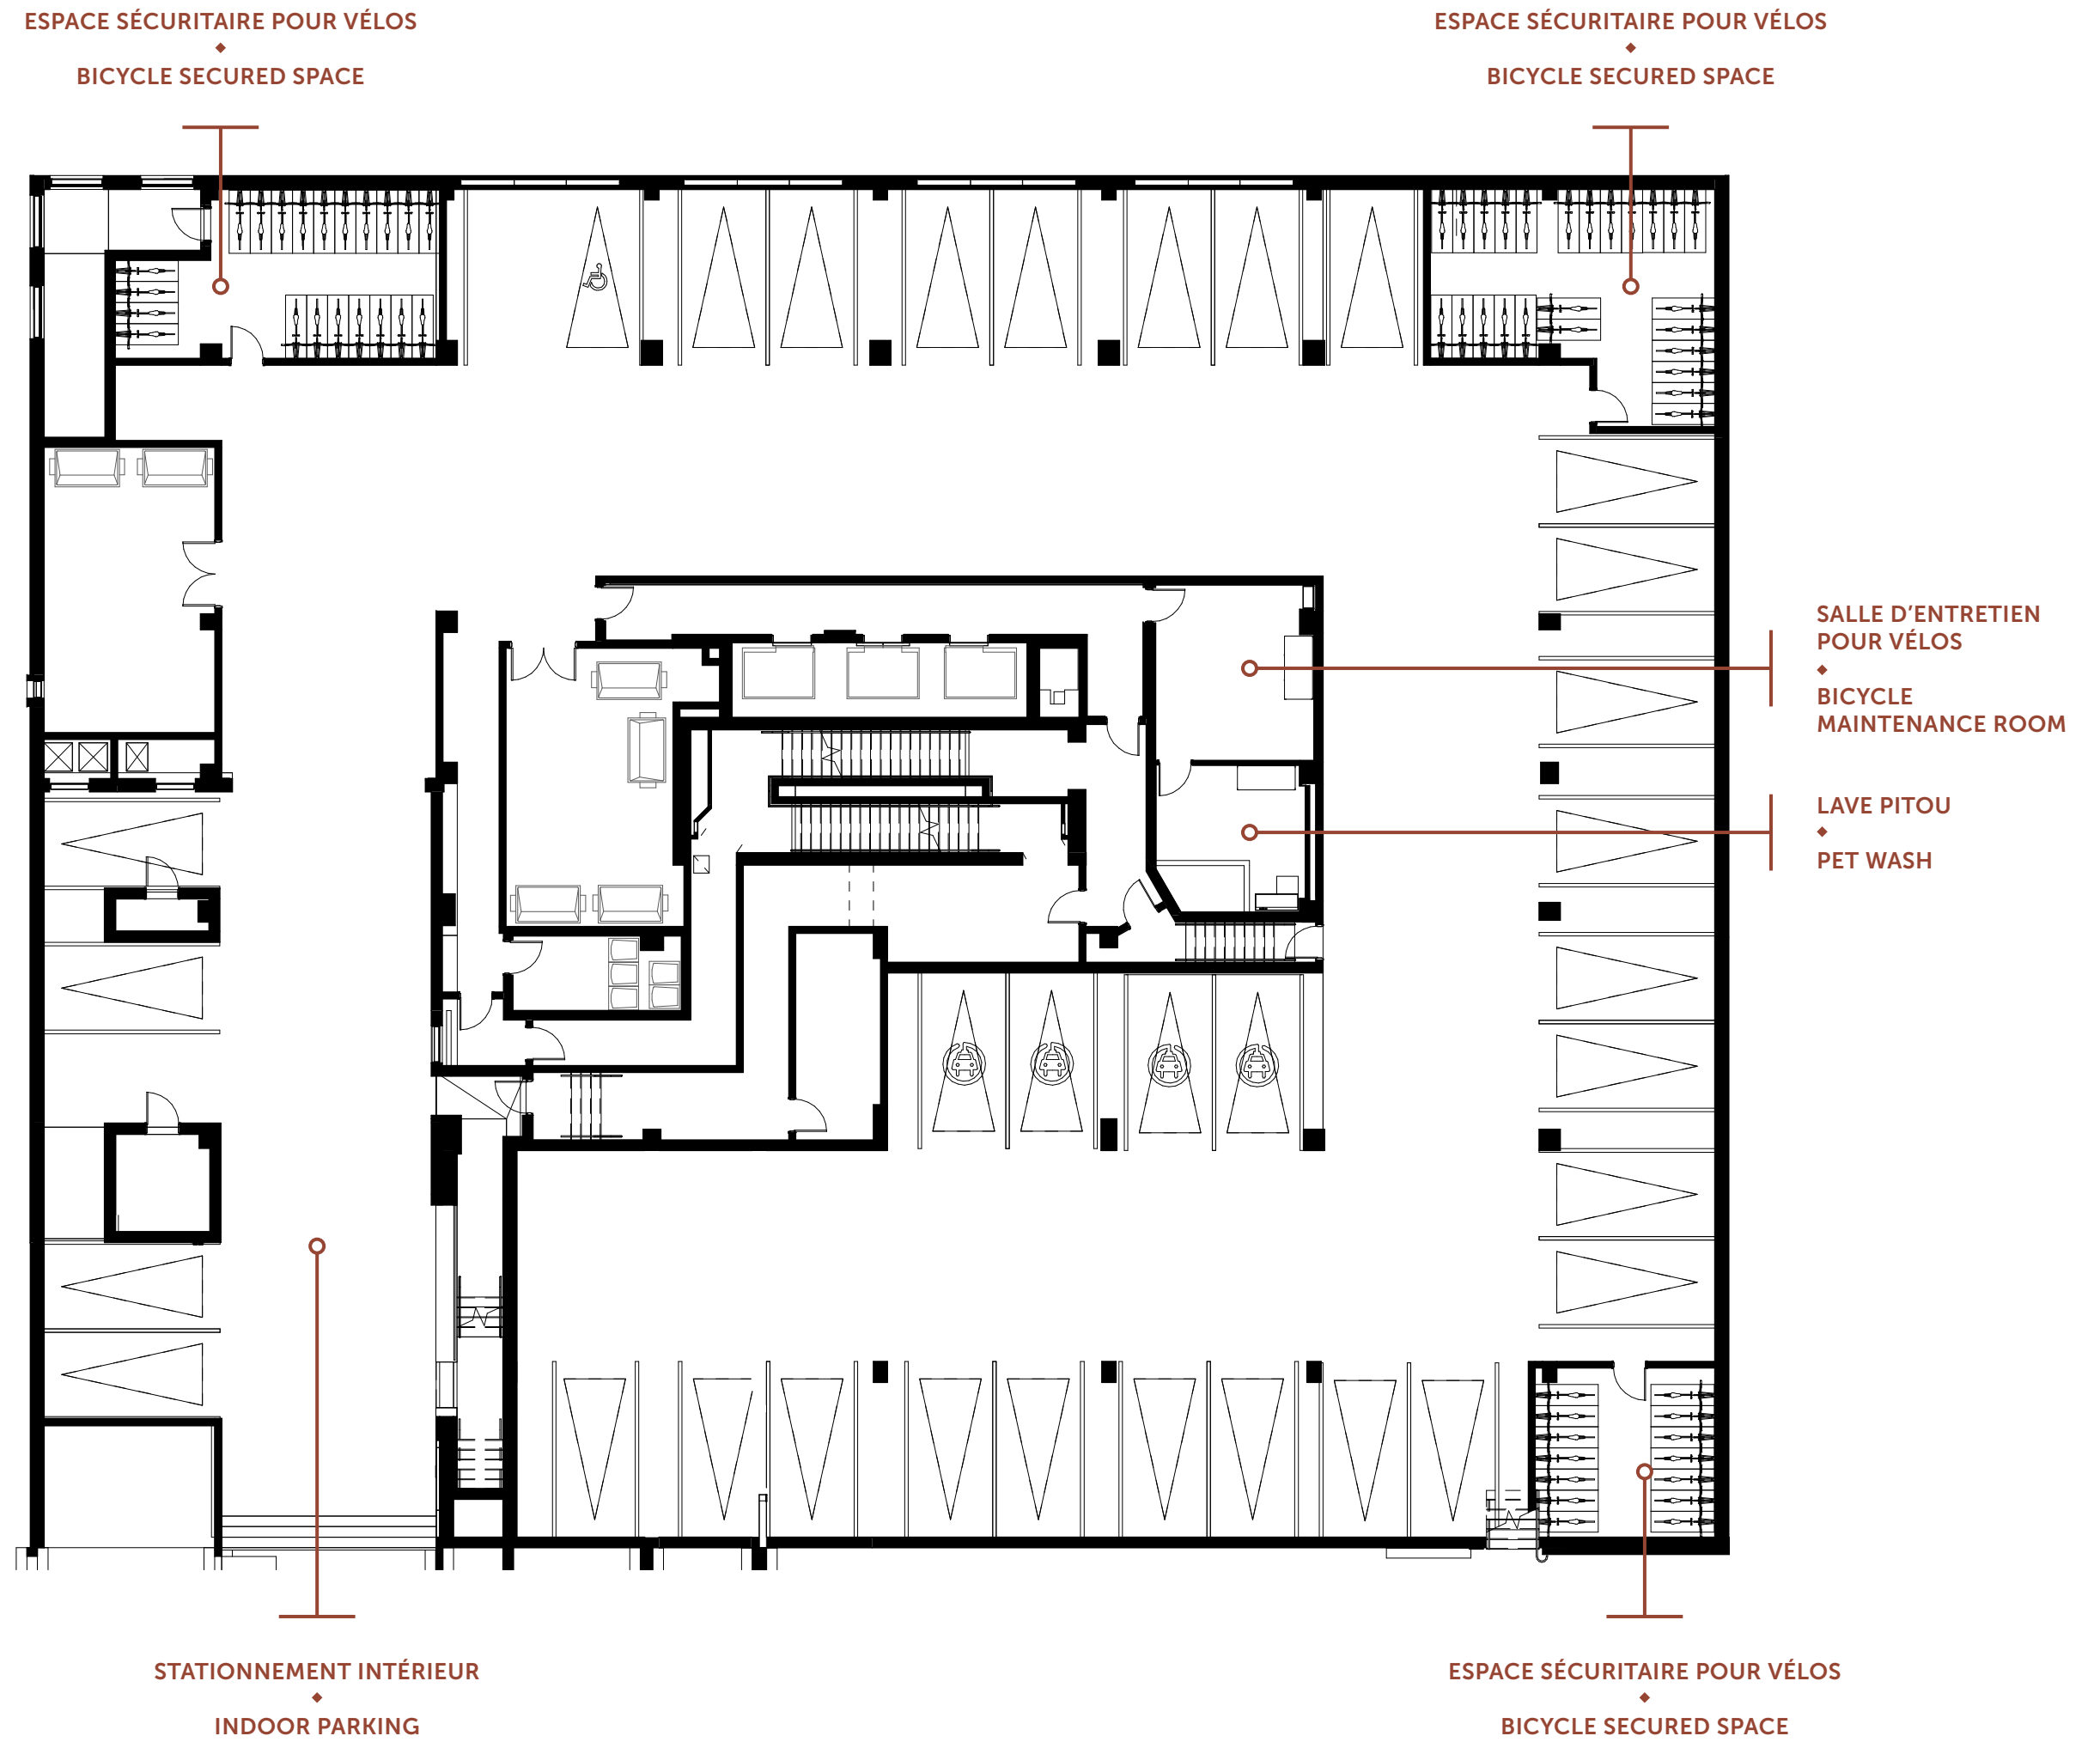 ESPACE SÉCURITAIRE POUR VÉLOS
BICYCLE SECURED SPACE
ESPACE SÉCURITAIRE POUR VÉLOS
BICYCLE SECURED SPACE
SALLE D’ENTRETIEN
POUR VÉLOS
BICYCLE
MAINTENANCE ROOM
LAVE PITOU
PET WASH
STATIONNEMENT INTÉRIEUR
INDOOR PARKING
ESPACE SÉCURITAIRE POUR VÉLOS
BICYCLE SECURED SPACE